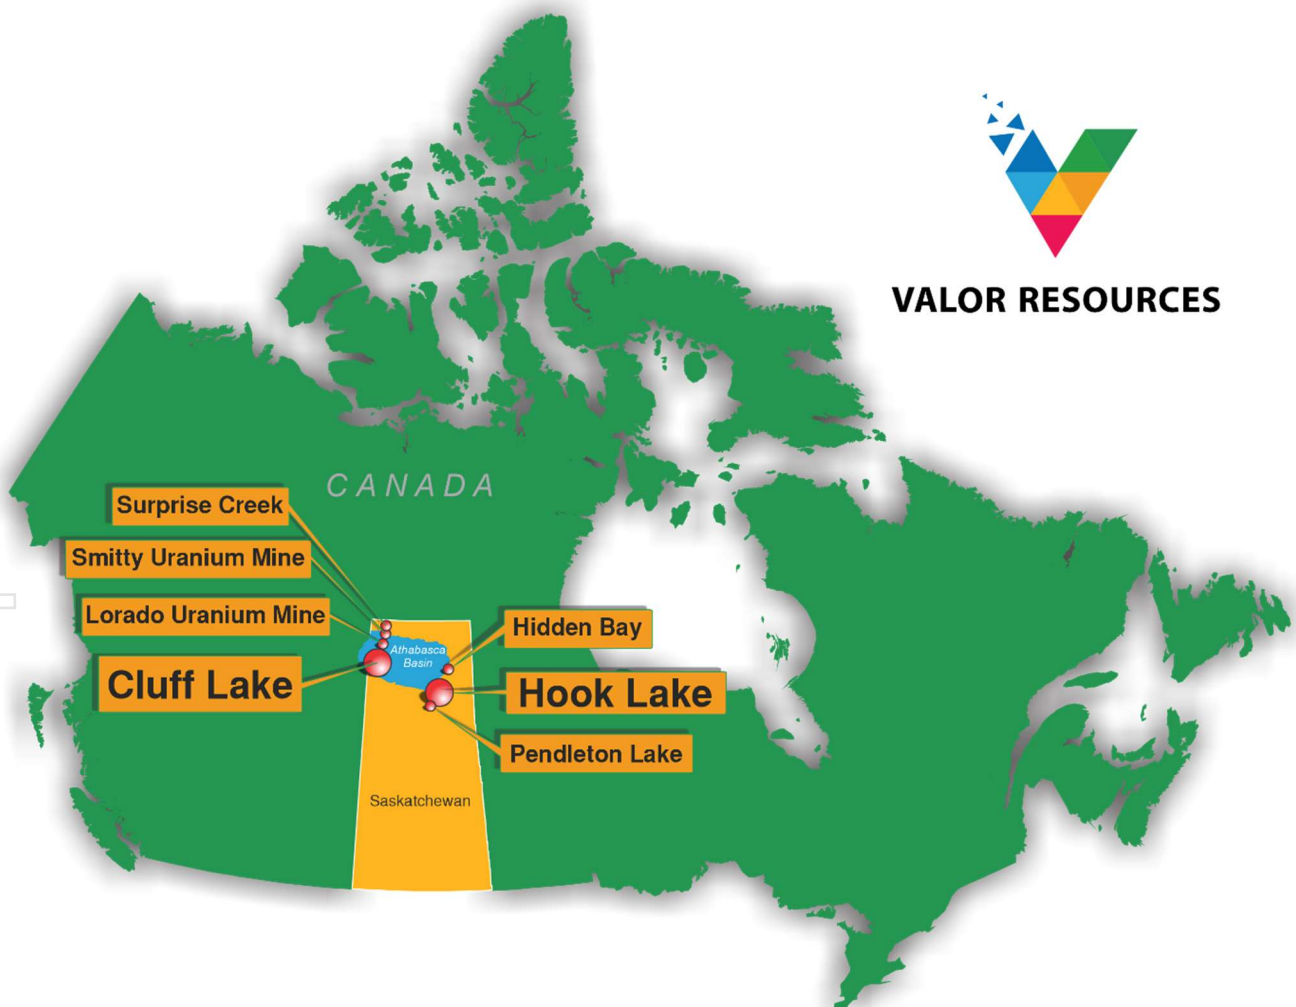 VALOR RESOURCES
CANADA
Surprise Creek
Smitty Uranium Mine
Lorado Uranium Mine
Cluff Lake
Athabasca
Basin
Hidden Bay
Hook Lake
Pendleton Lake
Saskatchewan